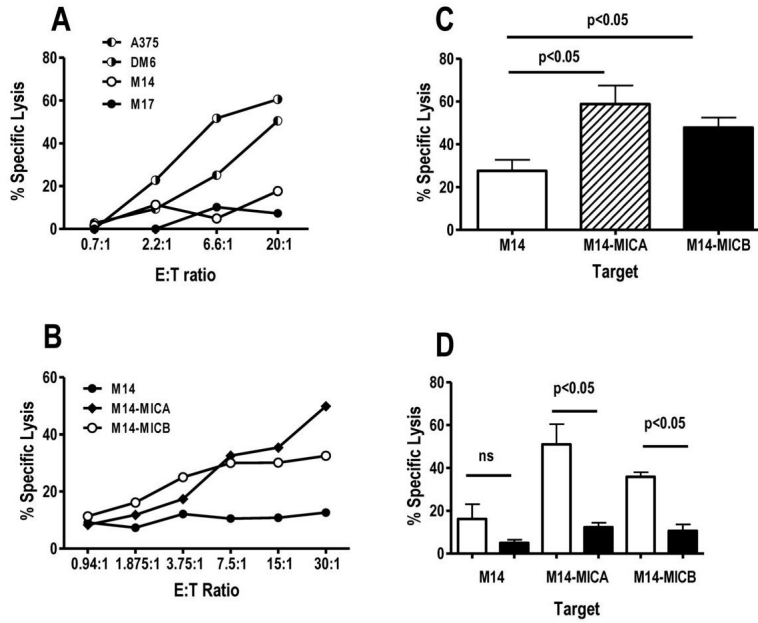 A
A375
DM6
M14
M17
80
60
40
20
0
% Specific Lysis
0.7:1 2.2:1 6.6:1 20:1
E:T ratio
C
p<0.05
p<0.05
80
60
40
20
0
% Specific Lysis
M14 M14-MICA M14-MICB
Target
B
M14
M14-MICA
M14-MICB
60
40
20
0
% Specific Lysis
0.94:1 1.875:1 3.75:1 7.5:1 15:1 30:1
E:T Ratio
D
p<0.05
p<0.05
ns
80
60
40
20
0
% Specific Lysis
M14 M14-MICA M14-MICB
Target